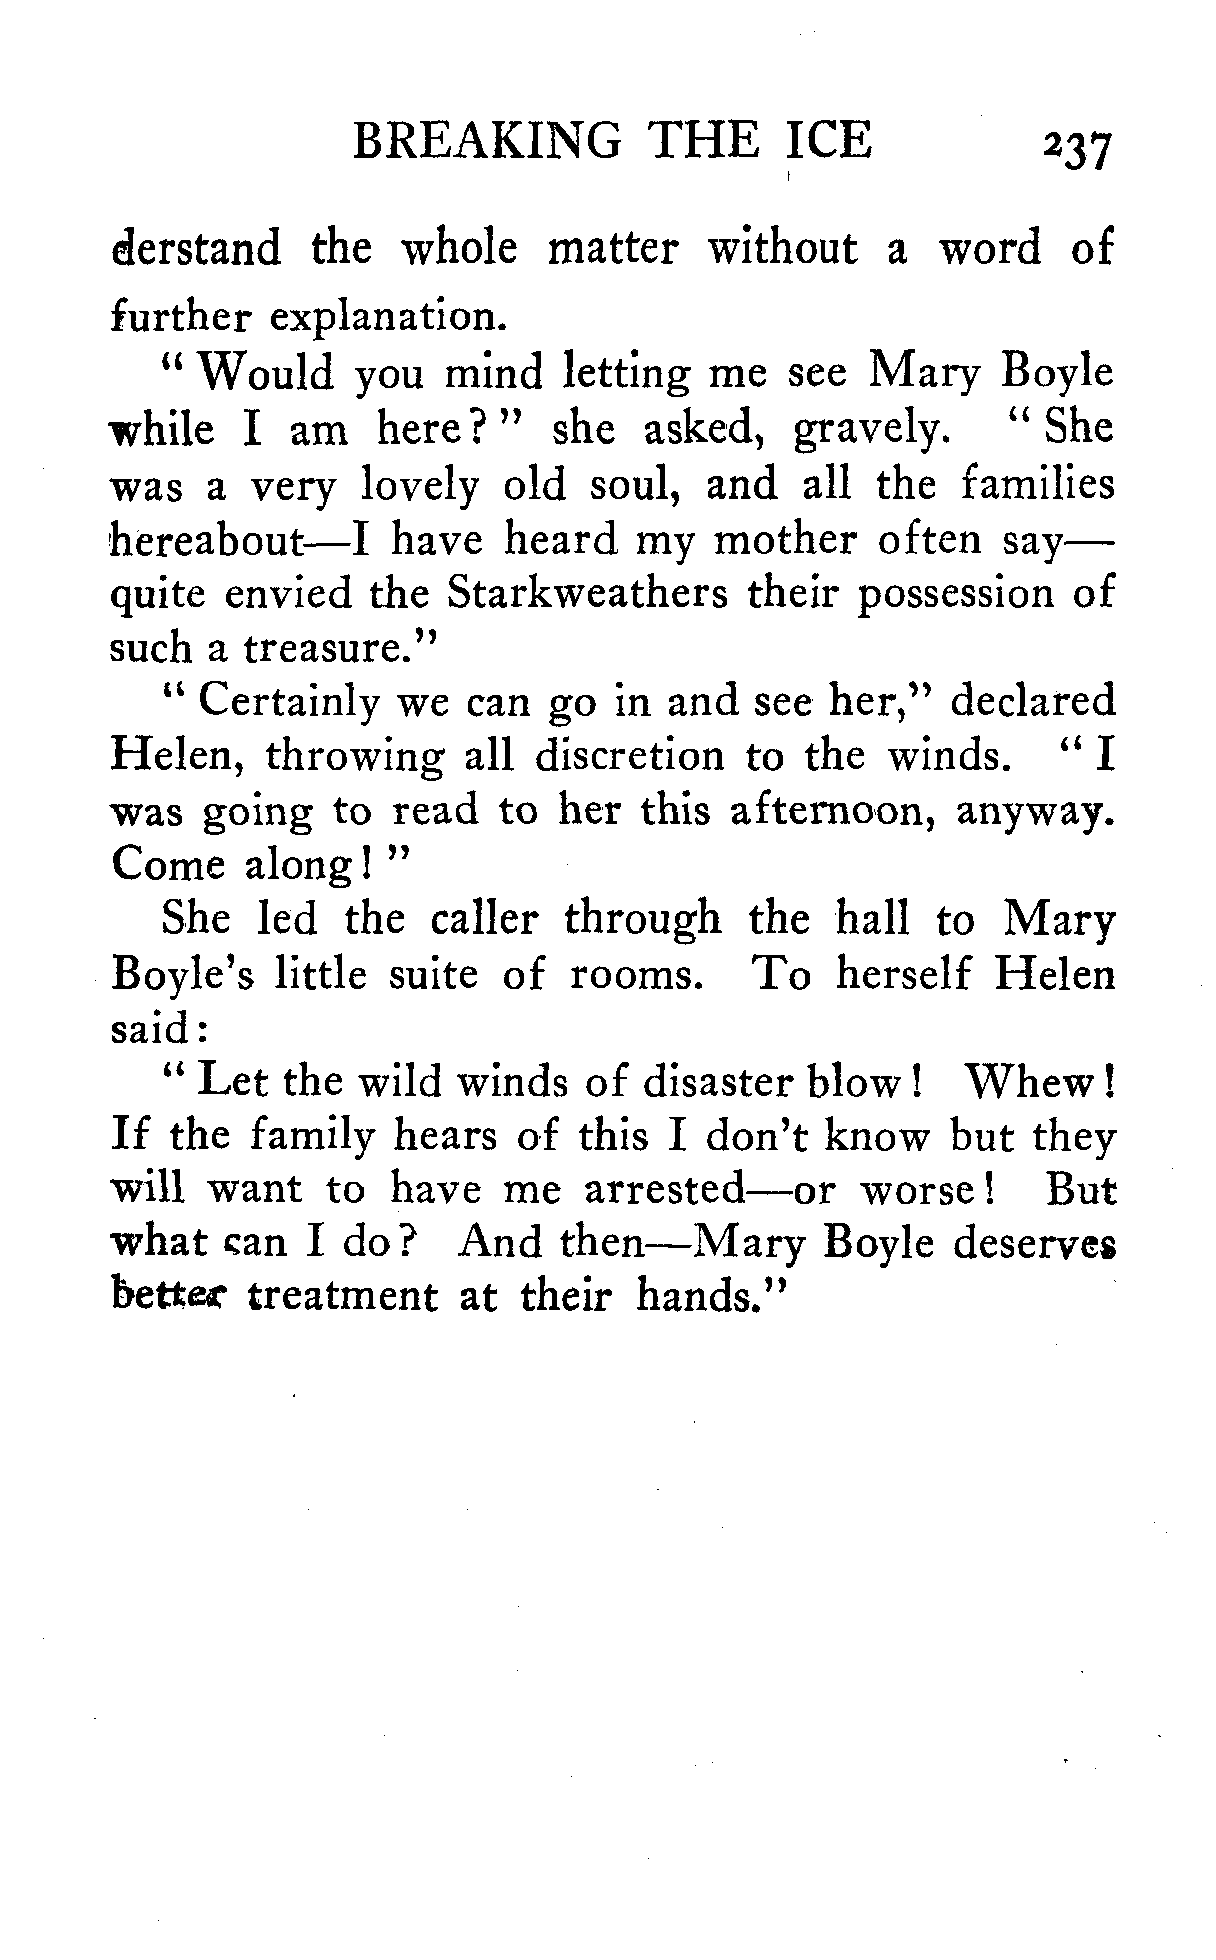 BREAKING THE ICE 237
derstand the whole matter without a word of
further explanation.
" Would you mind letting me see Mary Boyle
while I am here? " she asked, gravely. " She
was a very lovely old soul, and all the families
hereabout—I have heard my mother often say—
quite envied the Starkweathers their possession of
such a treasure."
" Certainly we can go in and see her," declared
Helen, throwing all discretion to the winds. " I
was going to read to her this afternoon, anyway.
Come along! "
She led the caller through the hall to Mary
Boyle's little suite of rooms. To herself Helen
said:
" Let the wild winds of disaster blow! Whew!
If the family hears of this I don't know but they
will want to have me arrested—or worse! But
what can I do? And then—Mary Boyle deserves
better treatment at their hands."